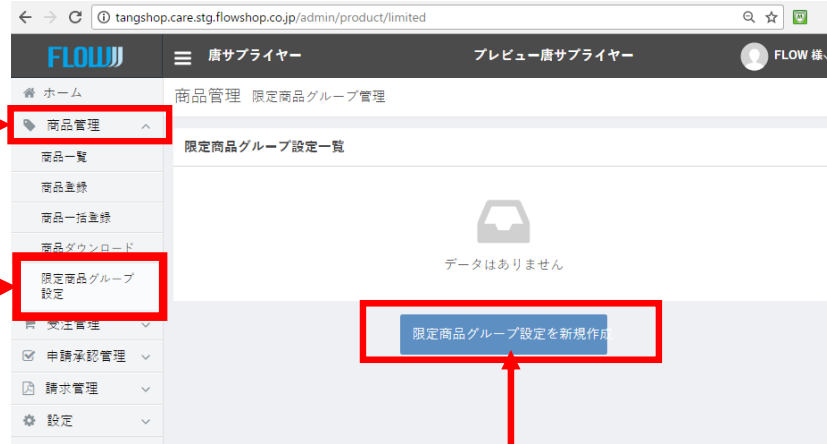 tangshop.care.stg.flowshop.co.jp/admin/product/limited
FLOW
唐サプライヤー
プレビュー唐サプライヤー
FLOW 様
ホーム
商品管理
商品一覧
商品登録
商品一括登録
商品ダウンロード
限定商品グループ
設定
受注管理
申請承認管理
請求管理
設定
商品管理 限定商品グループ管理
限定商品グループ設定一覧
データはありません
限定商品グループ設定を新規作成